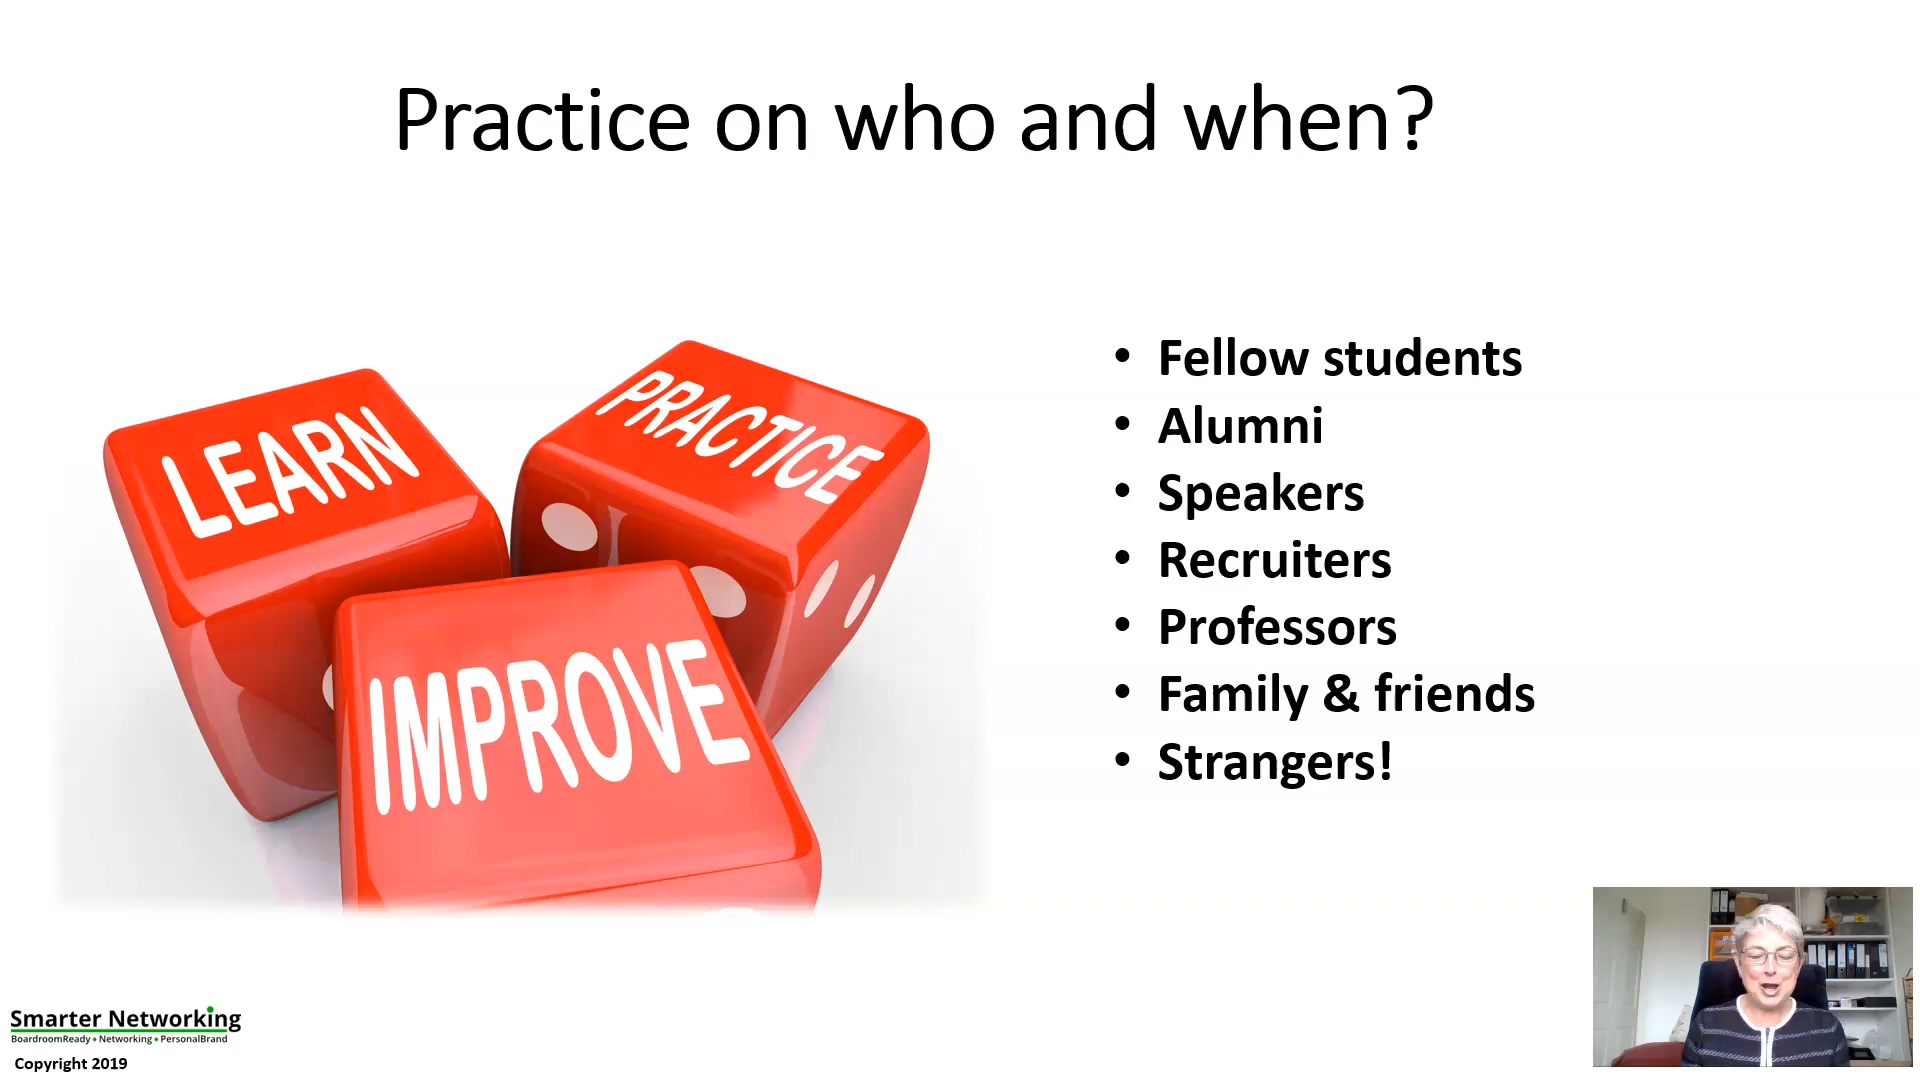 Practice on who and when?
LEARN
PRACTICE
IMPROVE
• Fellow students
• Alumni
• Speakers
• Recruiters
• Professors
• Family & friends
• Strangers!
Smarter Networking
BoardroomReady • Networking • PersonalBrand
Copyright 2019